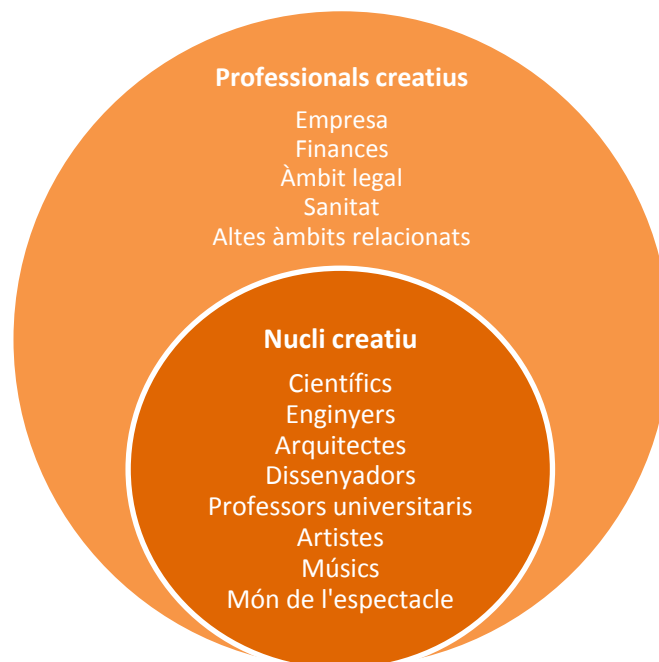 Professionals creatius
Empresa
Finances
Àmbit legal
Sanitat
Altes àmbits relacionats
Nucli creatiu
Científics
Enginyers
Arquitectes
Dissenyadors
Professors universitaris
Artistes
Músics
Món de l'espectacle